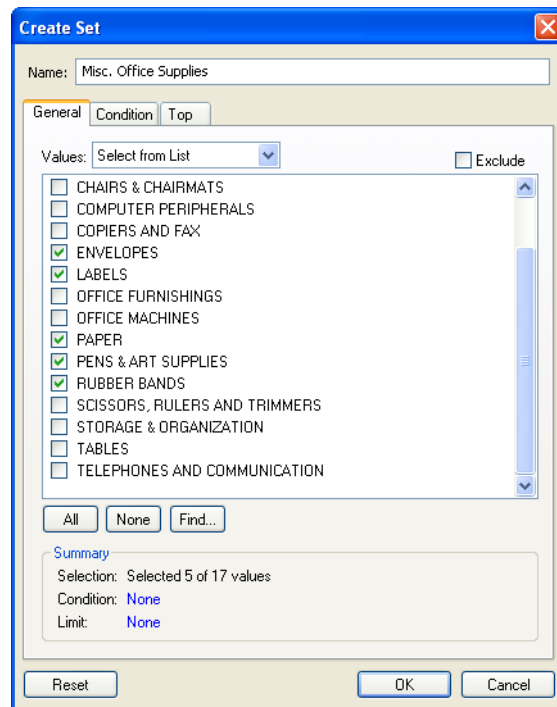 Create Set
Name: Misc. Office Supplies
General Condition Top
Values: Select from List Exclude
CHAIRS & CHAIRMATS
COMPUTER PERIPHERALS
COPIERS AND FAX
ENVELOPES
LABELS
OFFICE FURNISHINGS
OFFICE MACHINES
PAPER
PENS & ART SUPPLIES
RUBBER BANDS
SCISSORS, RULERS AND TRIMMERS
STORAGE & ORGANIZATION
TABLES
TELEPHONES AND COMMUNICATION
All None Find...
Summary
Selection: Selected 5 of 17 values
Condition: None
Limit: None
Reset OK Cancel